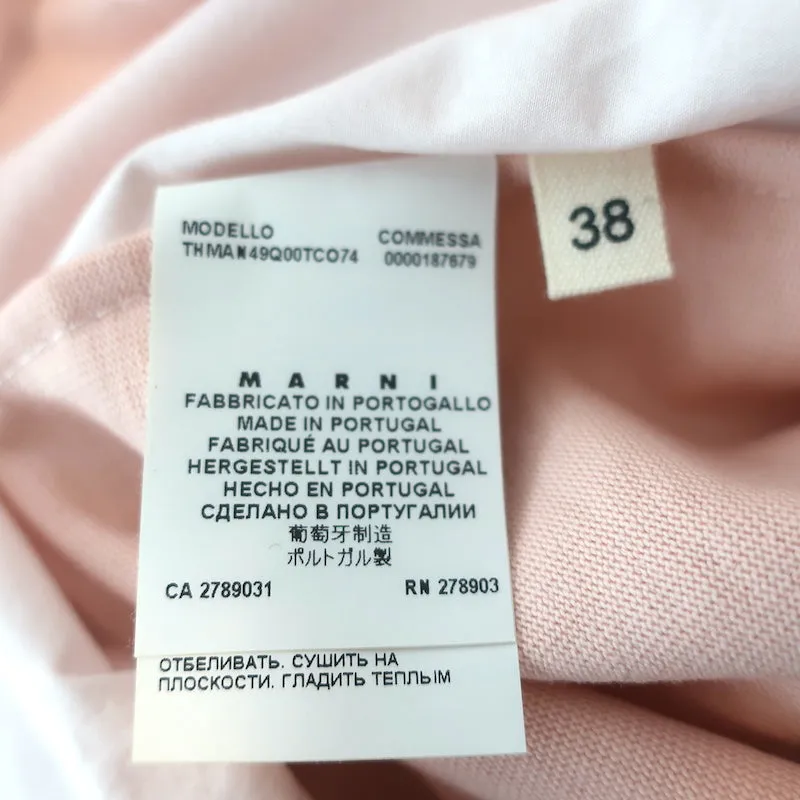 MODELLO
THMAN49Q00TCO74
COMMESSA
0000187679
38
MARNI
FABBRICATO IN PORTOGALLO
MADE IN PORTUGAL
FABRIQUÉ AU PORTUGAL
HERGESTELLT IN PORTUGAL
HECHO EN PORTUGAL
СДЕЛАНО В ПОРТУГАЛИИ
葡萄牙制造
ポルトガル製
CA 2789031
RN 278903
ОТБЕЛИВАТЬ. СУШИТЬ НА
ПЛОСКОСТИ. ГЛАДИТЬ ТЕПЛЫМ